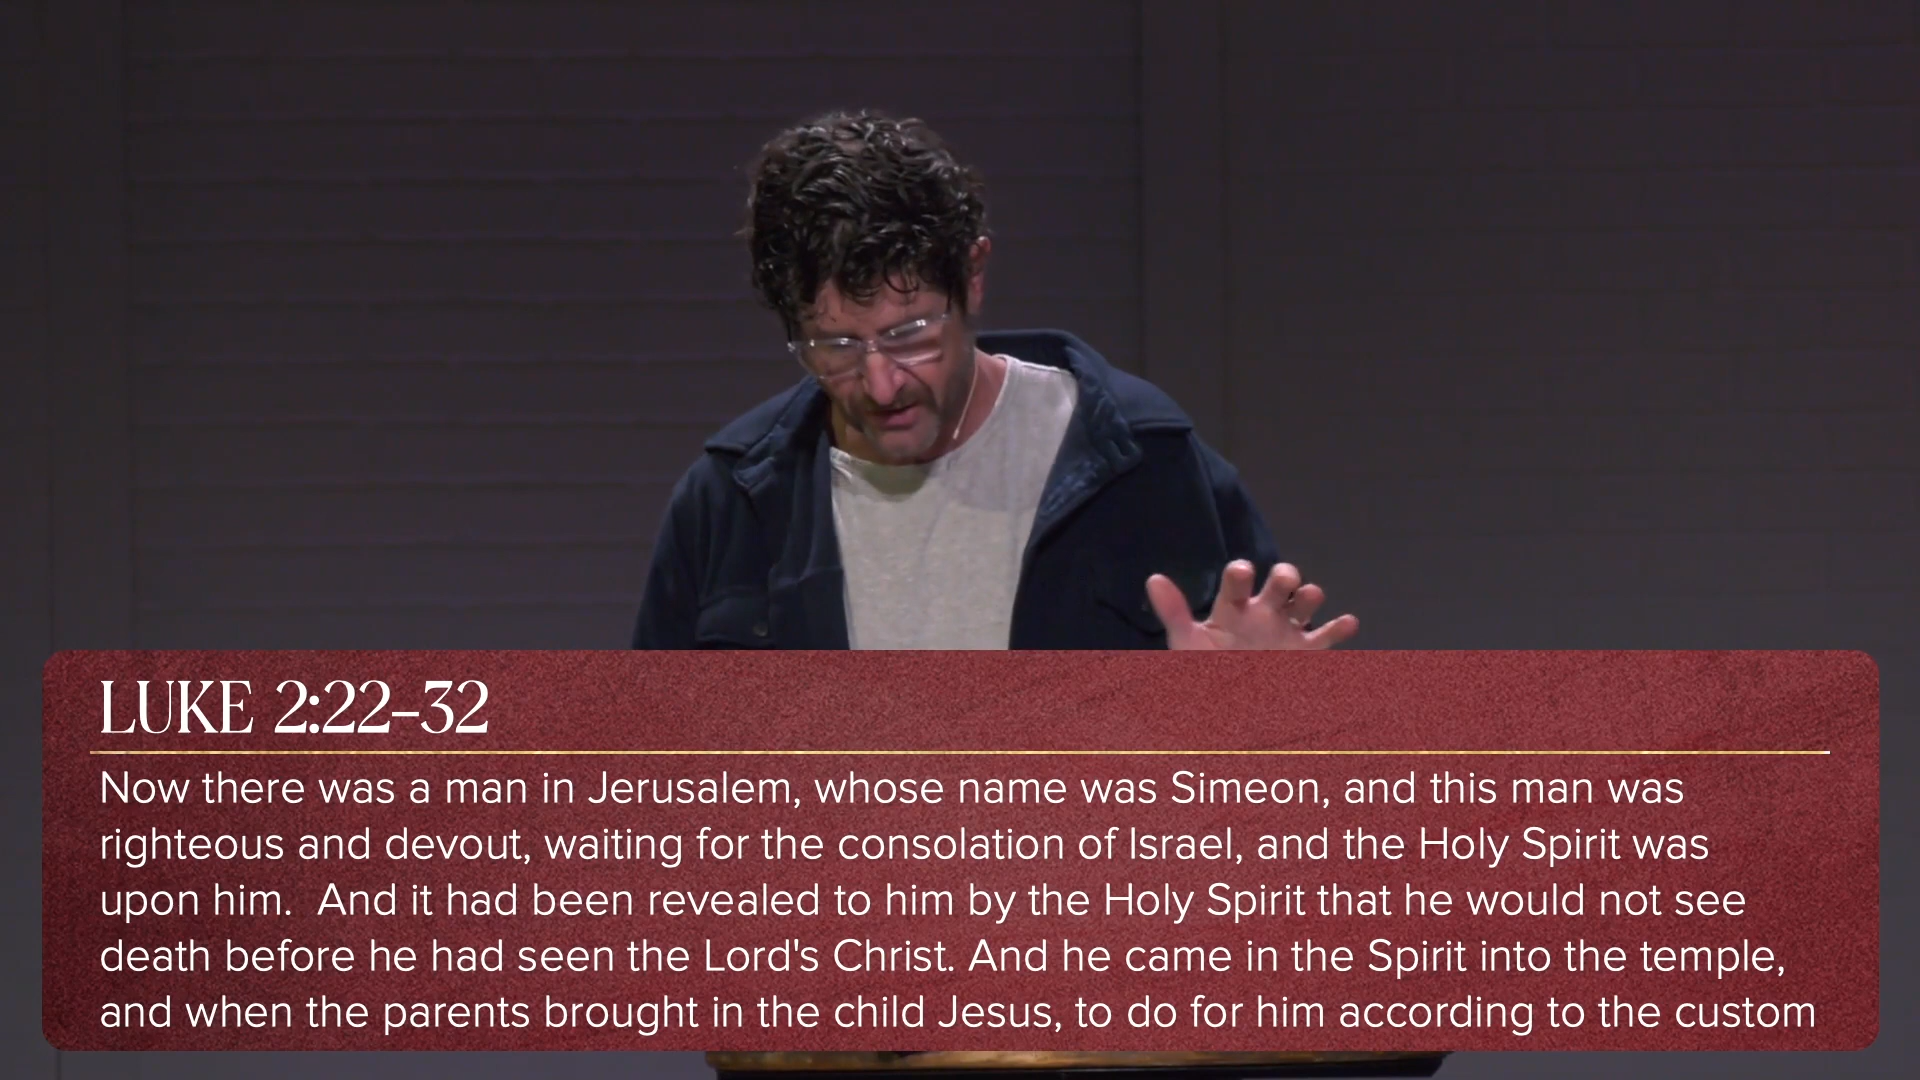 LUKE 2:22–32
Now there was a man in Jerusalem, whose name was Simeon, and this man was
righteous and devout, waiting for the consolation of Israel, and the Holy Spirit was
upon him.  And it had been revealed to him by the Holy Spirit that he would not see
death before he had seen the Lord's Christ. And he came in the Spirit into the temple,
and when the parents brought in the child Jesus, to do for him according to the custom